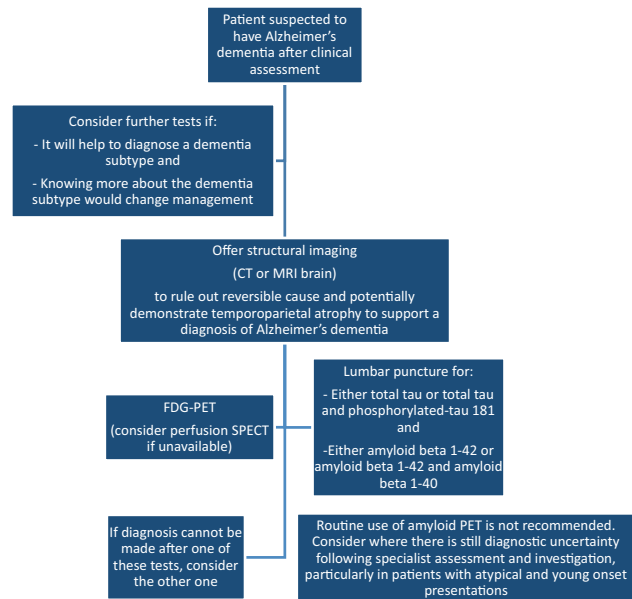 Patient suspected to
have Alzheimer's
dementia after clinical
assessment
Consider further tests if:
- It will help to diagnose a dementia
subtype and
- Knowing more about the dementia
subtype would change management
Offer structural imaging
(CT or MRI brain)
to rule out reversible cause and potentially
demonstrate temporoparietal atrophy to support a
diagnosis of Alzheimer's dementia
FDG-PET
(consider perfusion SPECT
if unavailable)
Lumbar puncture for:
- Either total tau or total tau
and phosphorylated-tau 181
and
-Either amyloid beta 1-42 or
amyloid beta 1-42 and amyloid
beta 1-40
If diagnosis cannot be
made after one of
these tests, consider
the other one
Routine use of amyloid PET is not recommended.
Consider where there is still diagnostic uncertainty
following specialist assessment and investigation,
particularly in patients with atypical and young onset
presentations